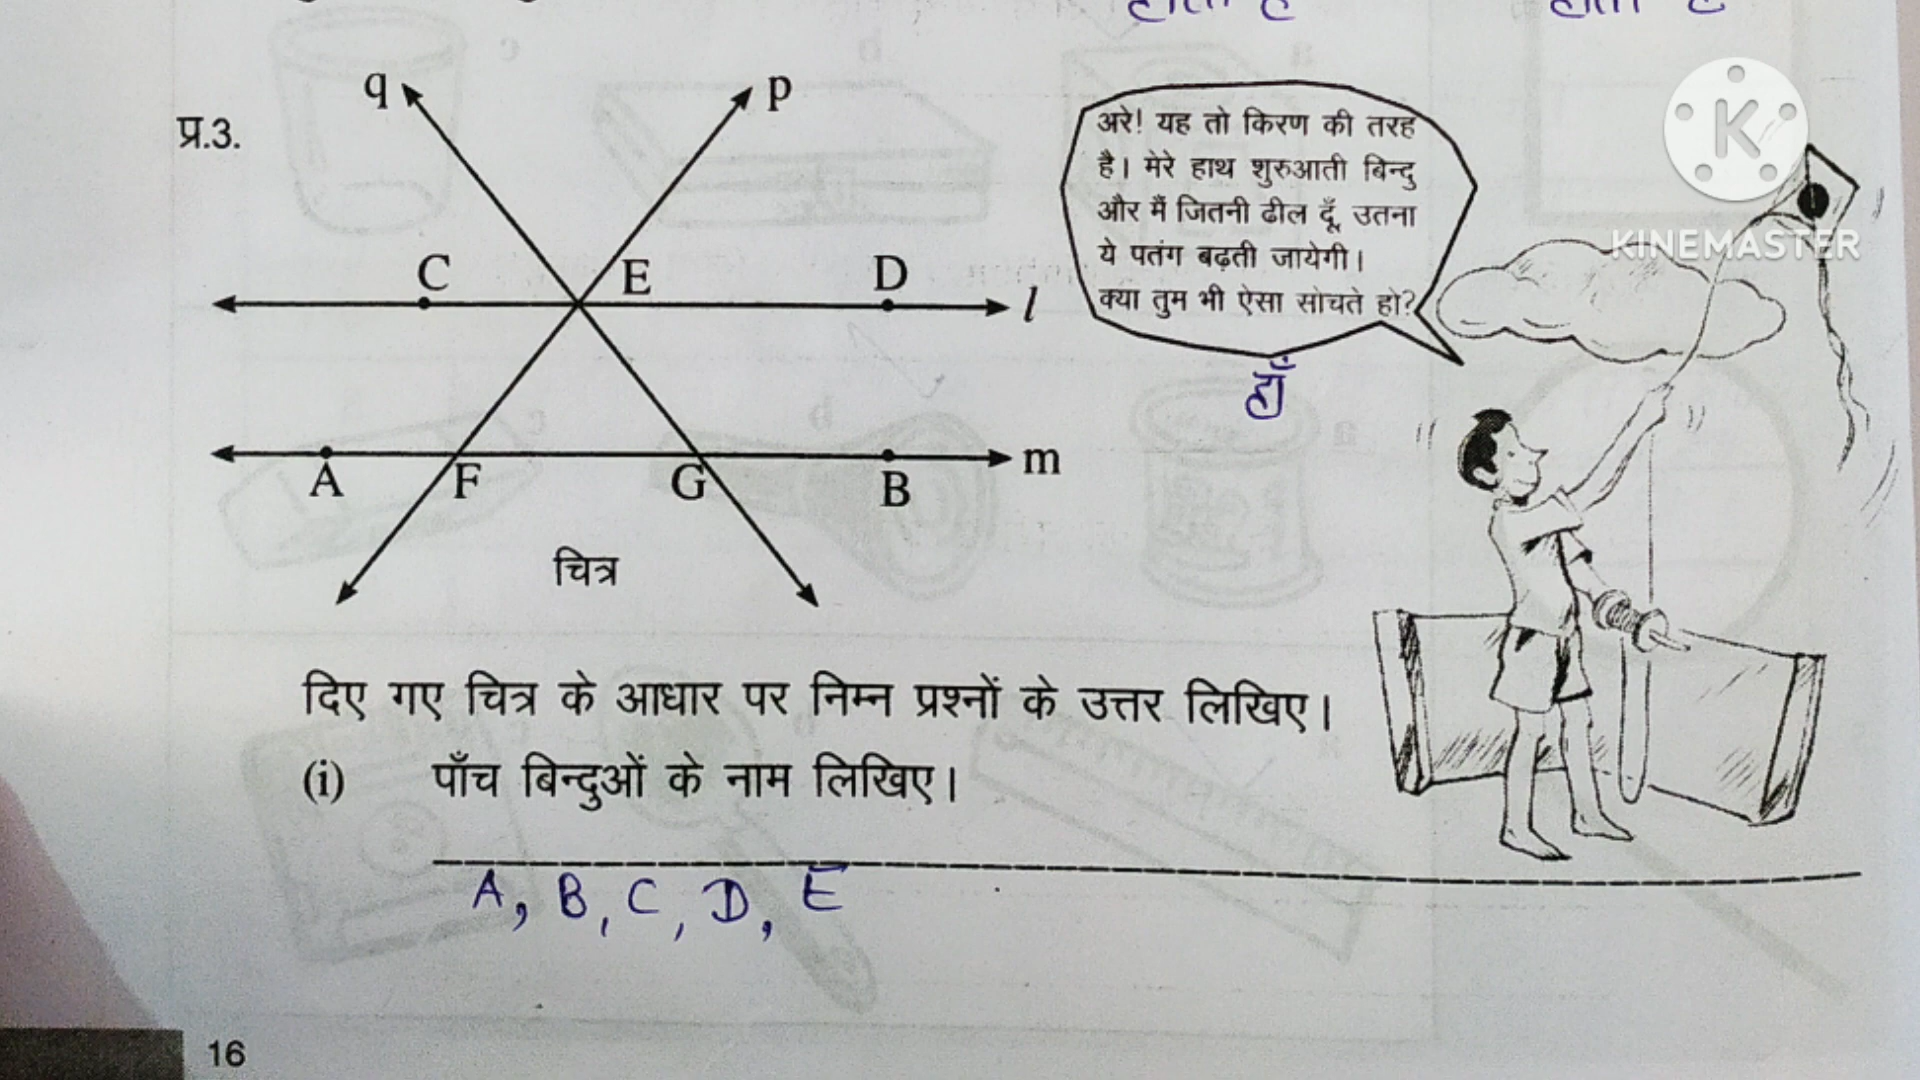 q
p
प्र.3.
C
E
D
l
A
F
G
B
m
चित्र
अरे! यह तो किरण की तरह
है। मेरे हाथ शुरुआती बिन्दु
और मैं जितनी ढील दूँ, उतना
ये पतंग बढ़ती जायेगी।
क्या तुम भी ऐसा सोचते हो?
हाँ
K
KINEMASTER
दिए गए चित्र के आधार पर निम्न प्रश्नों के उत्तर लिखिए।
(i) पाँच बिन्दुओं के नाम लिखिए।
A, B, C, D, E
16